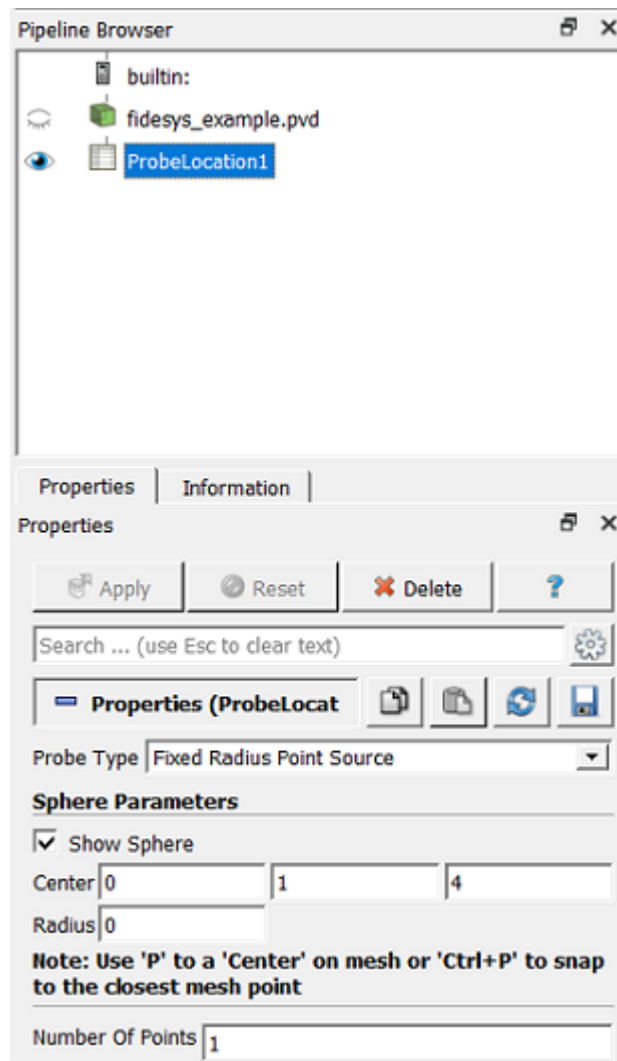 Pipeline Browser
builtin:
fidesys_example.pvd
ProbeLocation1
Properties Information
Properties
Apply Reset Delete ?
Search ... (use Esc to clear text)
Properties (ProbeLocat
Probe Type Fixed Radius Point Source
Sphere Parameters
Show Sphere
Center 0 1 4
Radius 0
Note: Use 'P' to a 'Center' on mesh or 'Ctrl+P' to snap
to the closest mesh point
Number Of Points 1